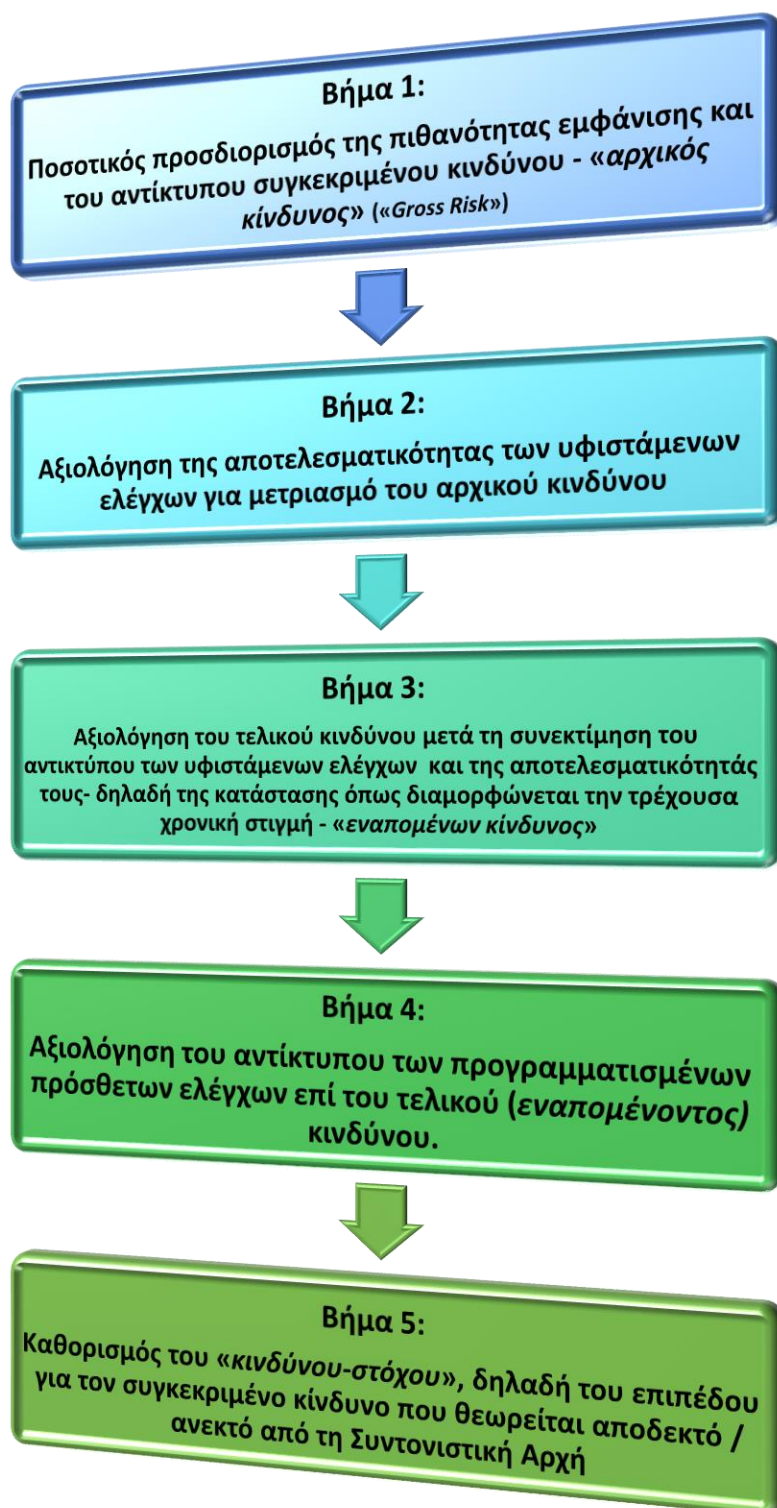 Βήμα 1:
Ποσοτικός προσδιορισμός της πιθανότητας εμφάνισης και
του αντίκτυπου συγκεκριμένου κινδύνου - «αρχικός
κίνδυνος» («Gross Risk»)
Βήμα 2:
Αξιολόγηση της αποτελεσματικότητας των υφιστάμενων
ελέγχων για μετριασμό του αρχικού κινδύνου
Βήμα 3:
Αξιολόγηση του τελικού κινδύνου μετά τη συνεκτίμηση του
αντικτύπου των υφιστάμενων ελέγχων και της αποτελεσματικότητάς
τους- δηλαδή της κατάστασης όπως διαμορφώνεται την τρέχουσα
χρονική στιγμή - «εναπομένων κίνδυνος»
Βήμα 4:
Αξιολόγηση του αντίκτυπου των προγραμματισμένων
πρόσθετων ελέγχων επί του τελικού (εναπομένοντος)
κινδύνου.
Βήμα 5:
Καθορισμός του «κινδύνου-στόχου», δηλαδή του επιπέδου
για τον συγκεκριμένο κίνδυνο που θεωρείται αποδεκτό /
ανεκτό από τη Συντονιστική Αρχή